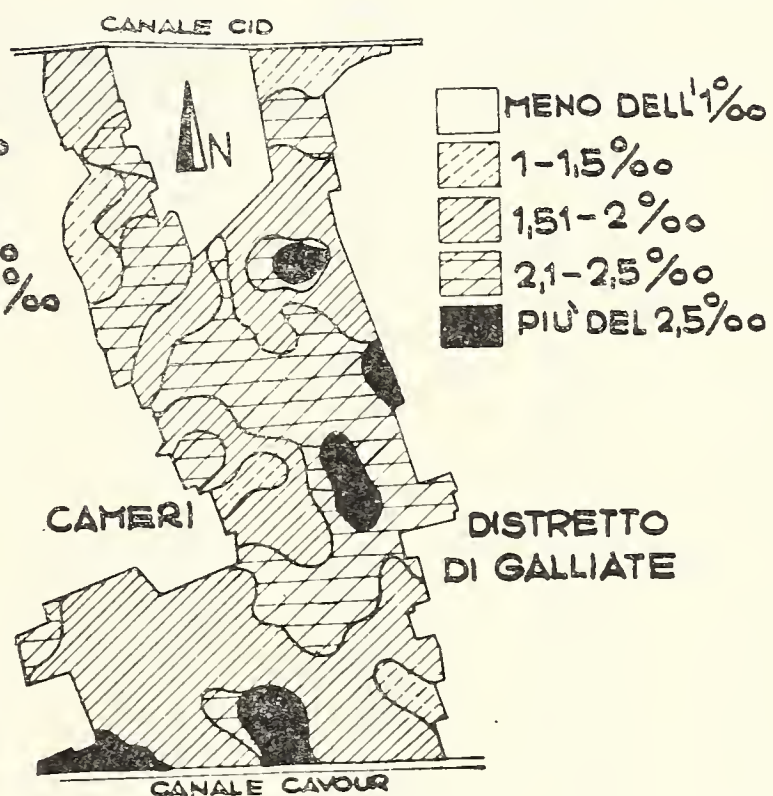 CANALE CID
N
MENO DELL'1‰
1-1,5‰
1,51-2‰
2,1-2,5‰
PIÙ DEL 2,5‰
CAMERI
DISTRETTO
DI GALLIATE
CANALE CAVOUR